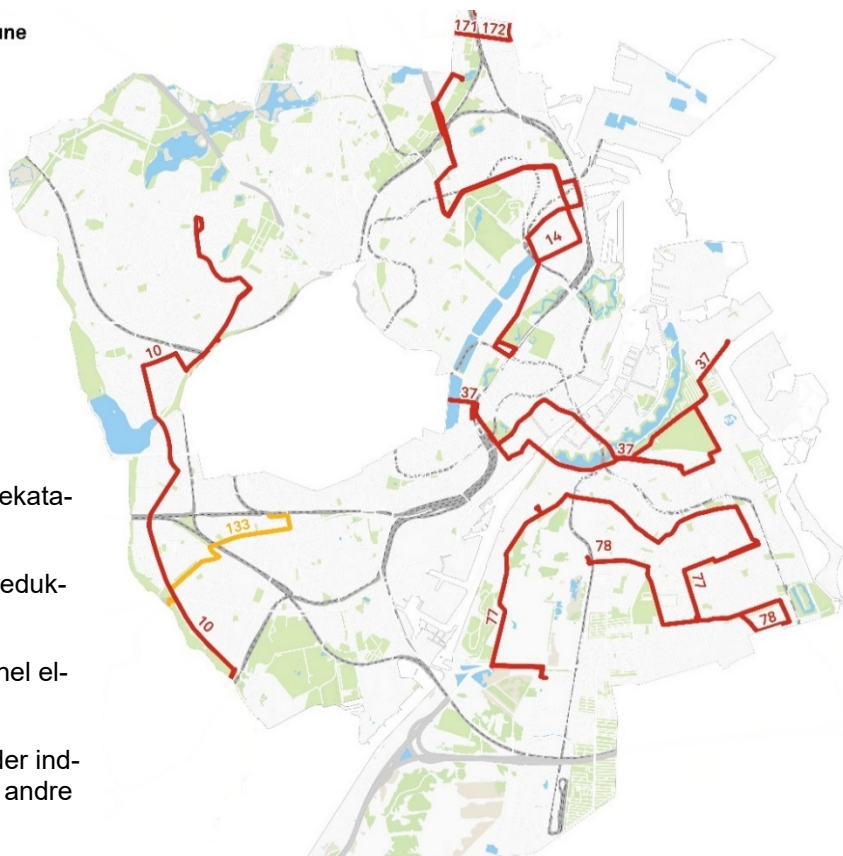 une
171 172
14
10
37
37
37
ekata-
133
78
eduk-
77
10
77
78
nel el-
ler ind-
andre